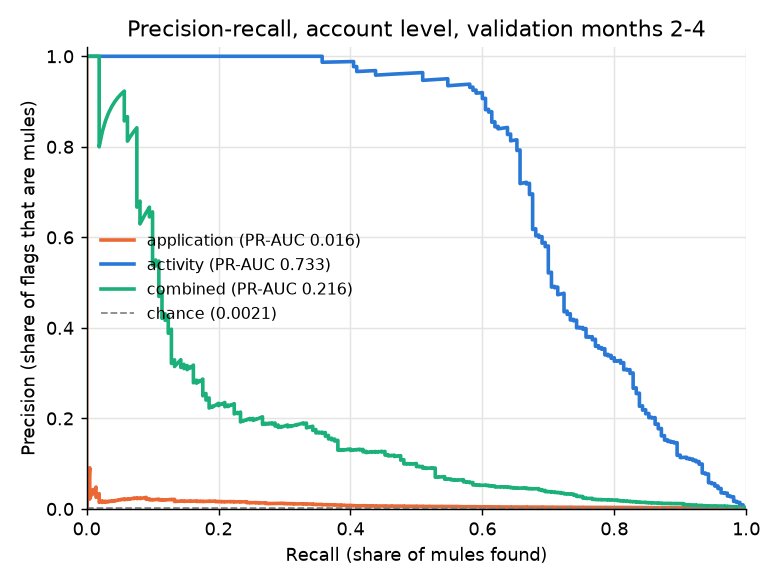 Precision-recall, account level, validation months 2-4
Precision (share of flags that are mules)
1.0
0.8
0.6
0.4
0.2
0.0
application (PR-AUC 0.016)
activity (PR-AUC 0.733)
combined (PR-AUC 0.216)
chance (0.0021)
0.0 0.2 0.4 0.6 0.8 1.0
Recall (share of mules found)